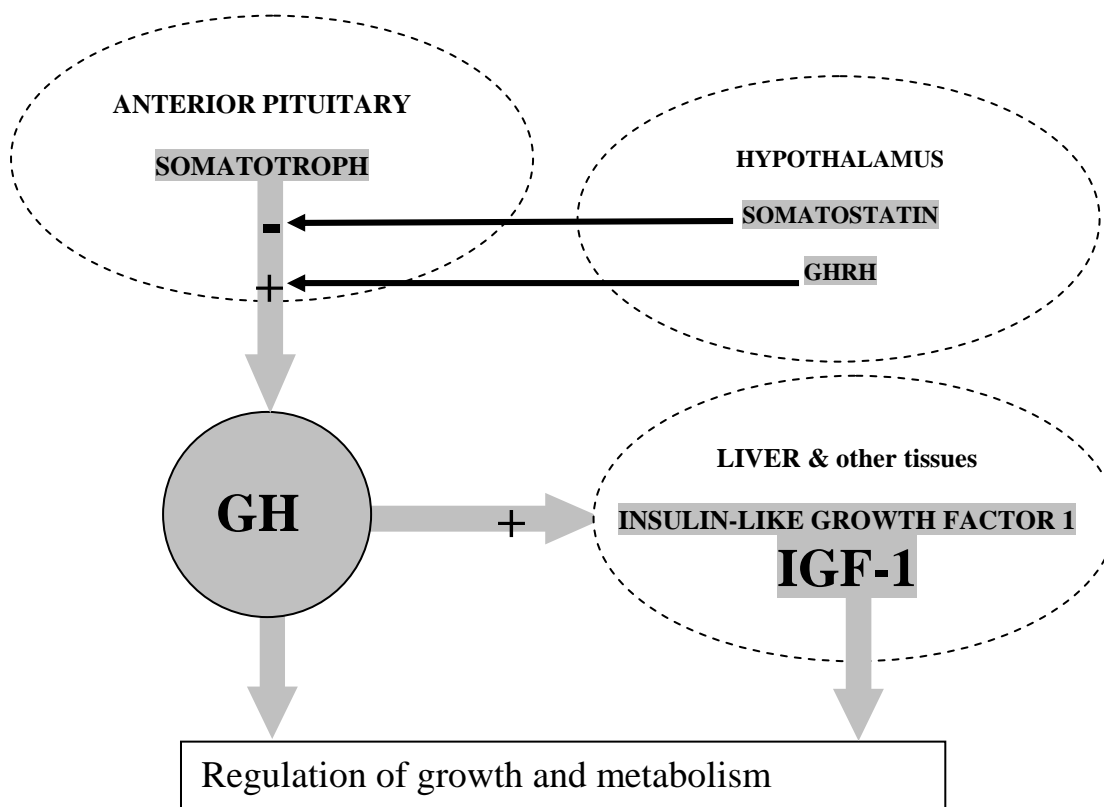 ANTERIOR PITUITARY
SOMATOTROPH
HYPOTHALAMUS
SOMATOSTATIN
-
GHRH
+
LIVER & other tissues
GH
+
INSULIN-LIKE GROWTH FACTOR 1
IGF-1
Regulation of growth and metabolism